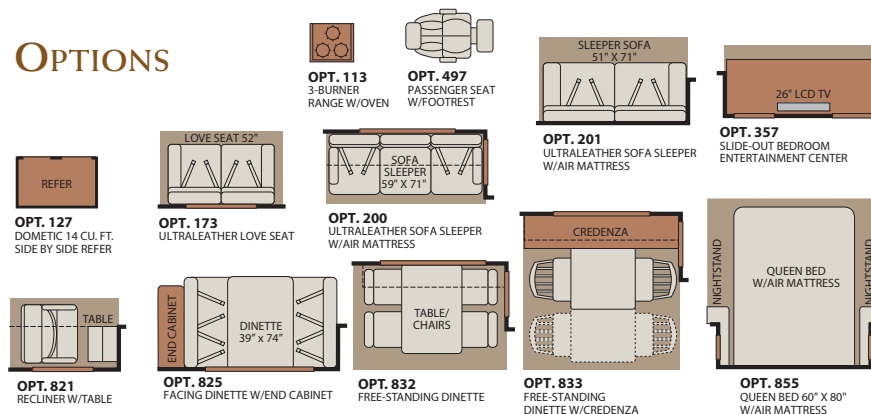 OPTIONS
OPT. 113
3-BURNER
RANGE W/OVEN
OPT. 497
PASSENGER SEAT
W/FOOTREST
SLEEPER SOFA
51" X 71"
OPT. 201
ULTRALEATHER SOFA SLEEPER
W/AIR MATTRESS
26" LCD TV
OPT. 357
SLIDE-OUT BEDROOM
ENTERTAINMENT CENTER
REFER
OPT. 127
DOMETIC 14 CU. FT.
SIDE BY SIDE REFER
LOVE SEAT 52"
OPT. 173
ULTRALEATHER LOVE SEAT
SOFA
SLEEPER
59" X 71"
OPT. 200
ULTRALEATHER SOFA SLEEPER
W/AIR MATTRESS
TABLE
OPT. 821
RECLINER W/TABLE
END CABINET
DINETTE
39" x 74"
OPT. 825
FACING DINETTE W/END CABINET
TABLE/
CHAIRS
OPT. 832
FREE-STANDING DINETTE
CREDENZA
OPT. 833
FREE-STANDING
DINETTE W/CREDENZA
NIGHTSTAND
QUEEN BED
W/AIR MATTRESS
NIGHTSTAND
OPT. 855
QUEEN BED 60" X 80"
W/AIR MATTRESS